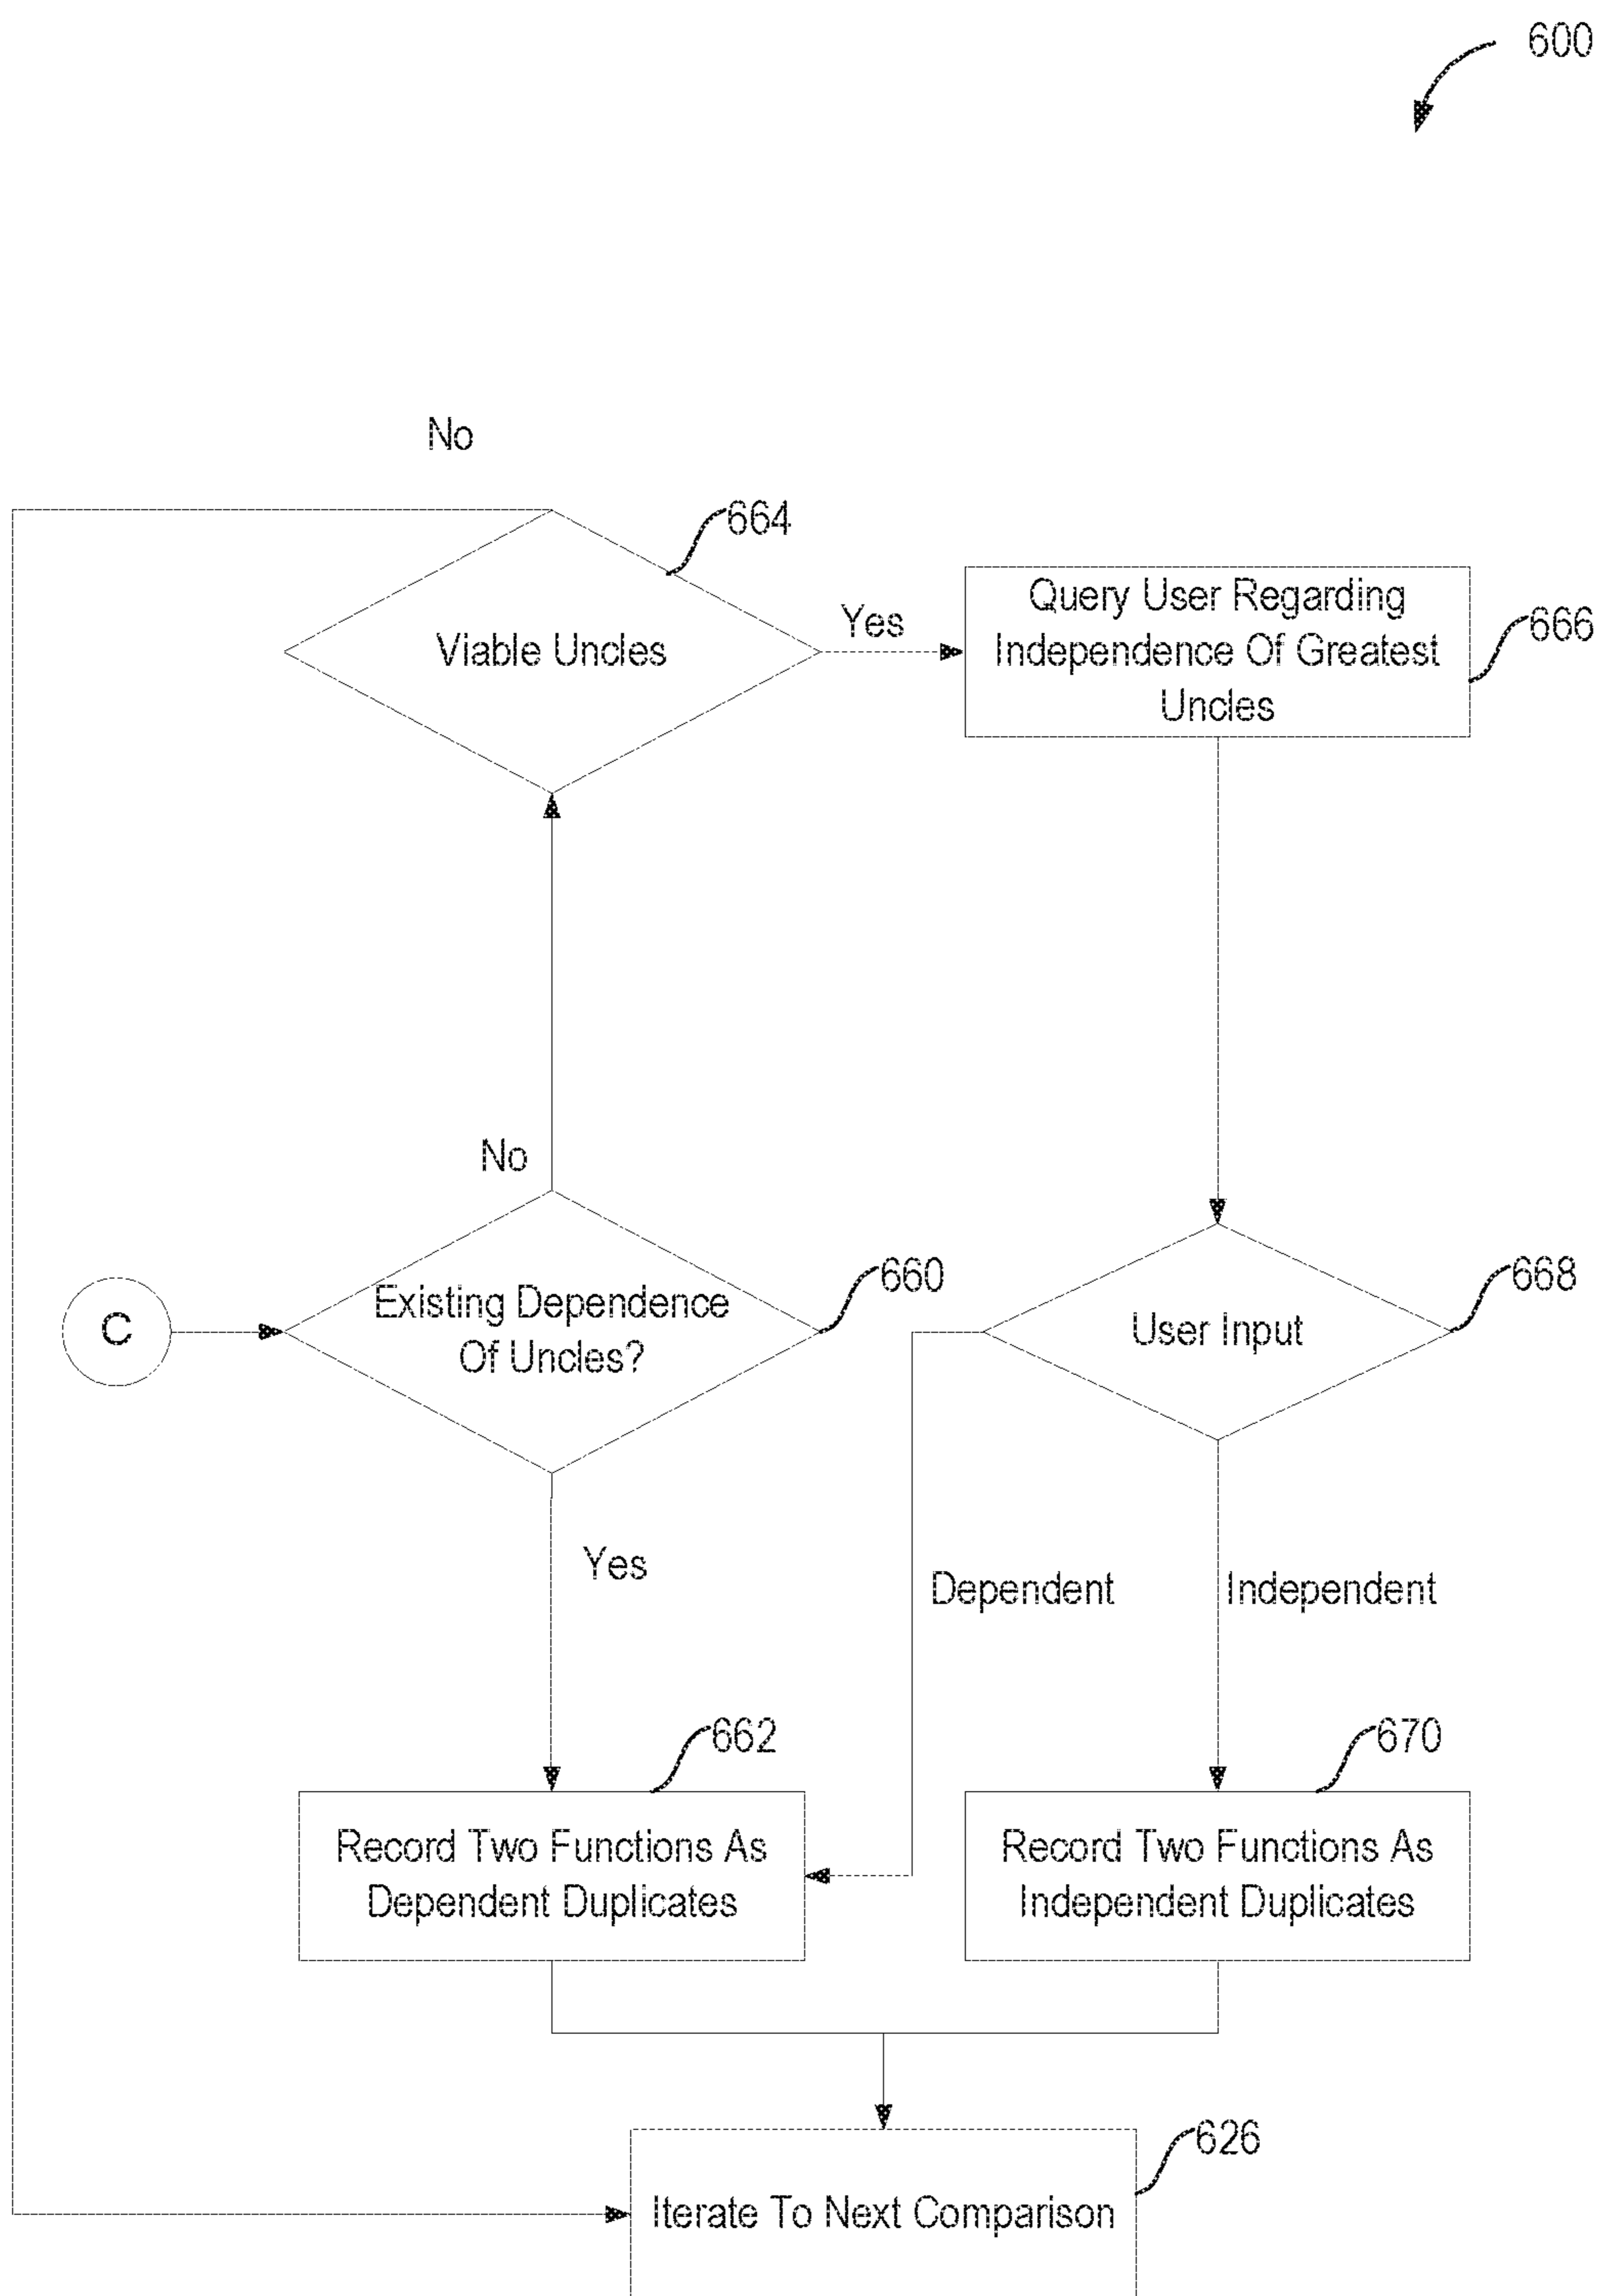 600
No
664
Viable Uncles
Yes
Query User Regarding
Independence Of Greatest
Uncles
666
No
C
Existing Dependence
Of Uncles?
660
User Input
668
Yes
Dependent
Independent
662
Record Two Functions As
Dependent Duplicates
670
Record Two Functions As
Independent Duplicates
626
Iterate To Next Comparison